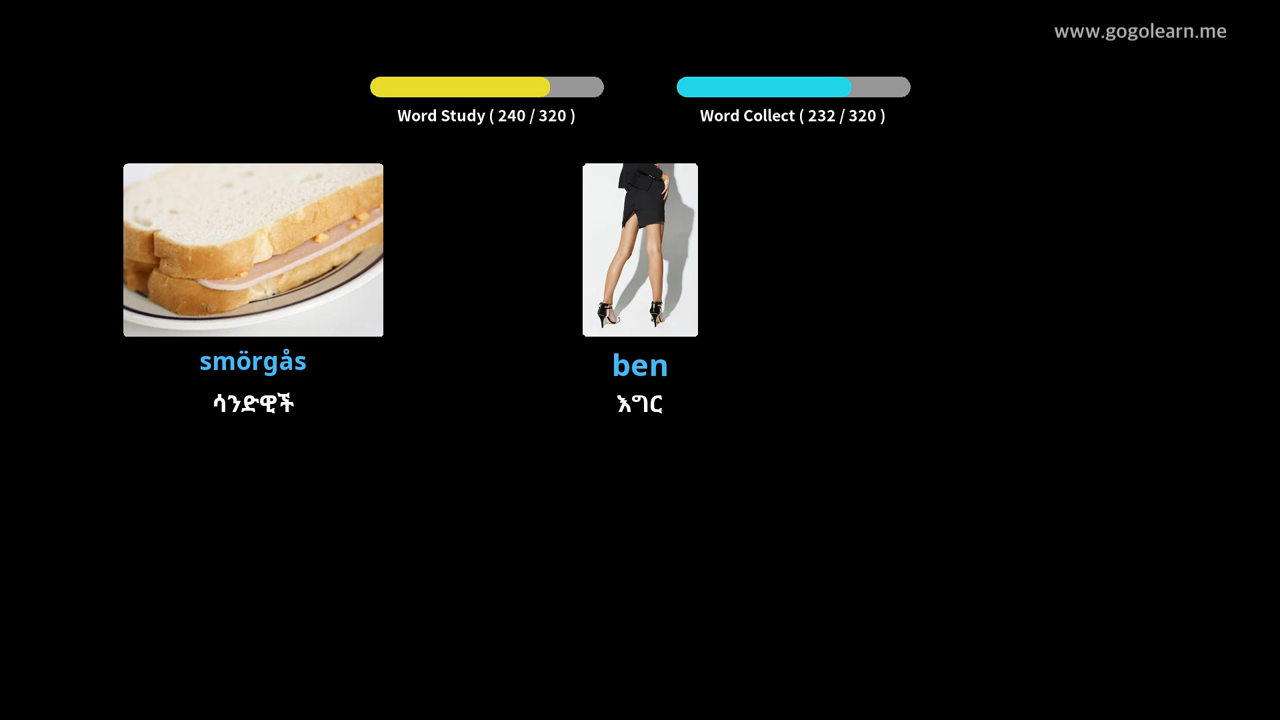 www.gogolearn.me
Word Study ( 240 / 320 )
Word Collect ( 232 / 320 )
smörgås
ben
ሳንድዊች
እግር